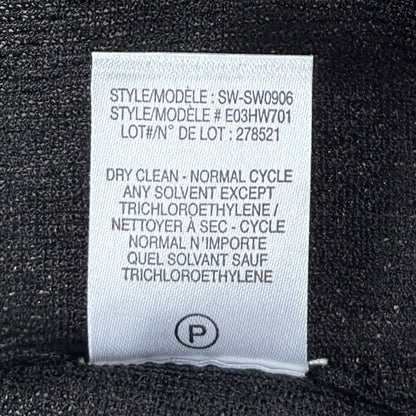 STYLE/MODÈLE : SW-SW0906
STYLE/MODÈLE # E03HW701
LOT#/N° DE LOT : 278521
DRY CLEAN - NORMAL CYCLE
ANY SOLVENT EXCEPT
TRICHLOROETHYLENE /
NETTOYER À SEC - CYCLE
NORMAL N'IMPORTE
QUEL SOLVANT SAUF
TRICHLOROETHYLENE
P